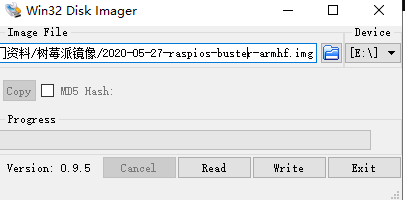 Win32 Disk Imager
Image File
Device
资料/树莓派镜像/2020-05-27-raspios-buster-armhf.img
[E:\]
Copy
MD5 Hash:
Progress
Version: 0.9.5
Cancel
Read
Write
Exit